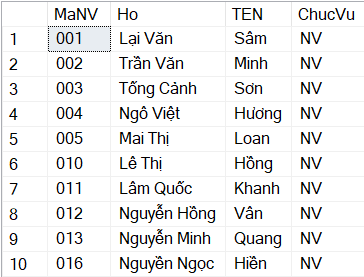 MaNV Ho TEN ChucVu
1 001 Lại Văn Sâm NV
2 002 Trần Văn Minh NV
3 003 Tống Cảnh Sơn NV
4 004 Ngô Việt Hương NV
5 005 Mai Thị Loan NV
6 010 Lê Thị Hồng NV
7 011 Lâm Quốc Khanh NV
8 012 Nguyễn Hồng Vân NV
9 013 Nguyễn Minh Quang NV
10 016 Nguyền Ngọc Hiền NV